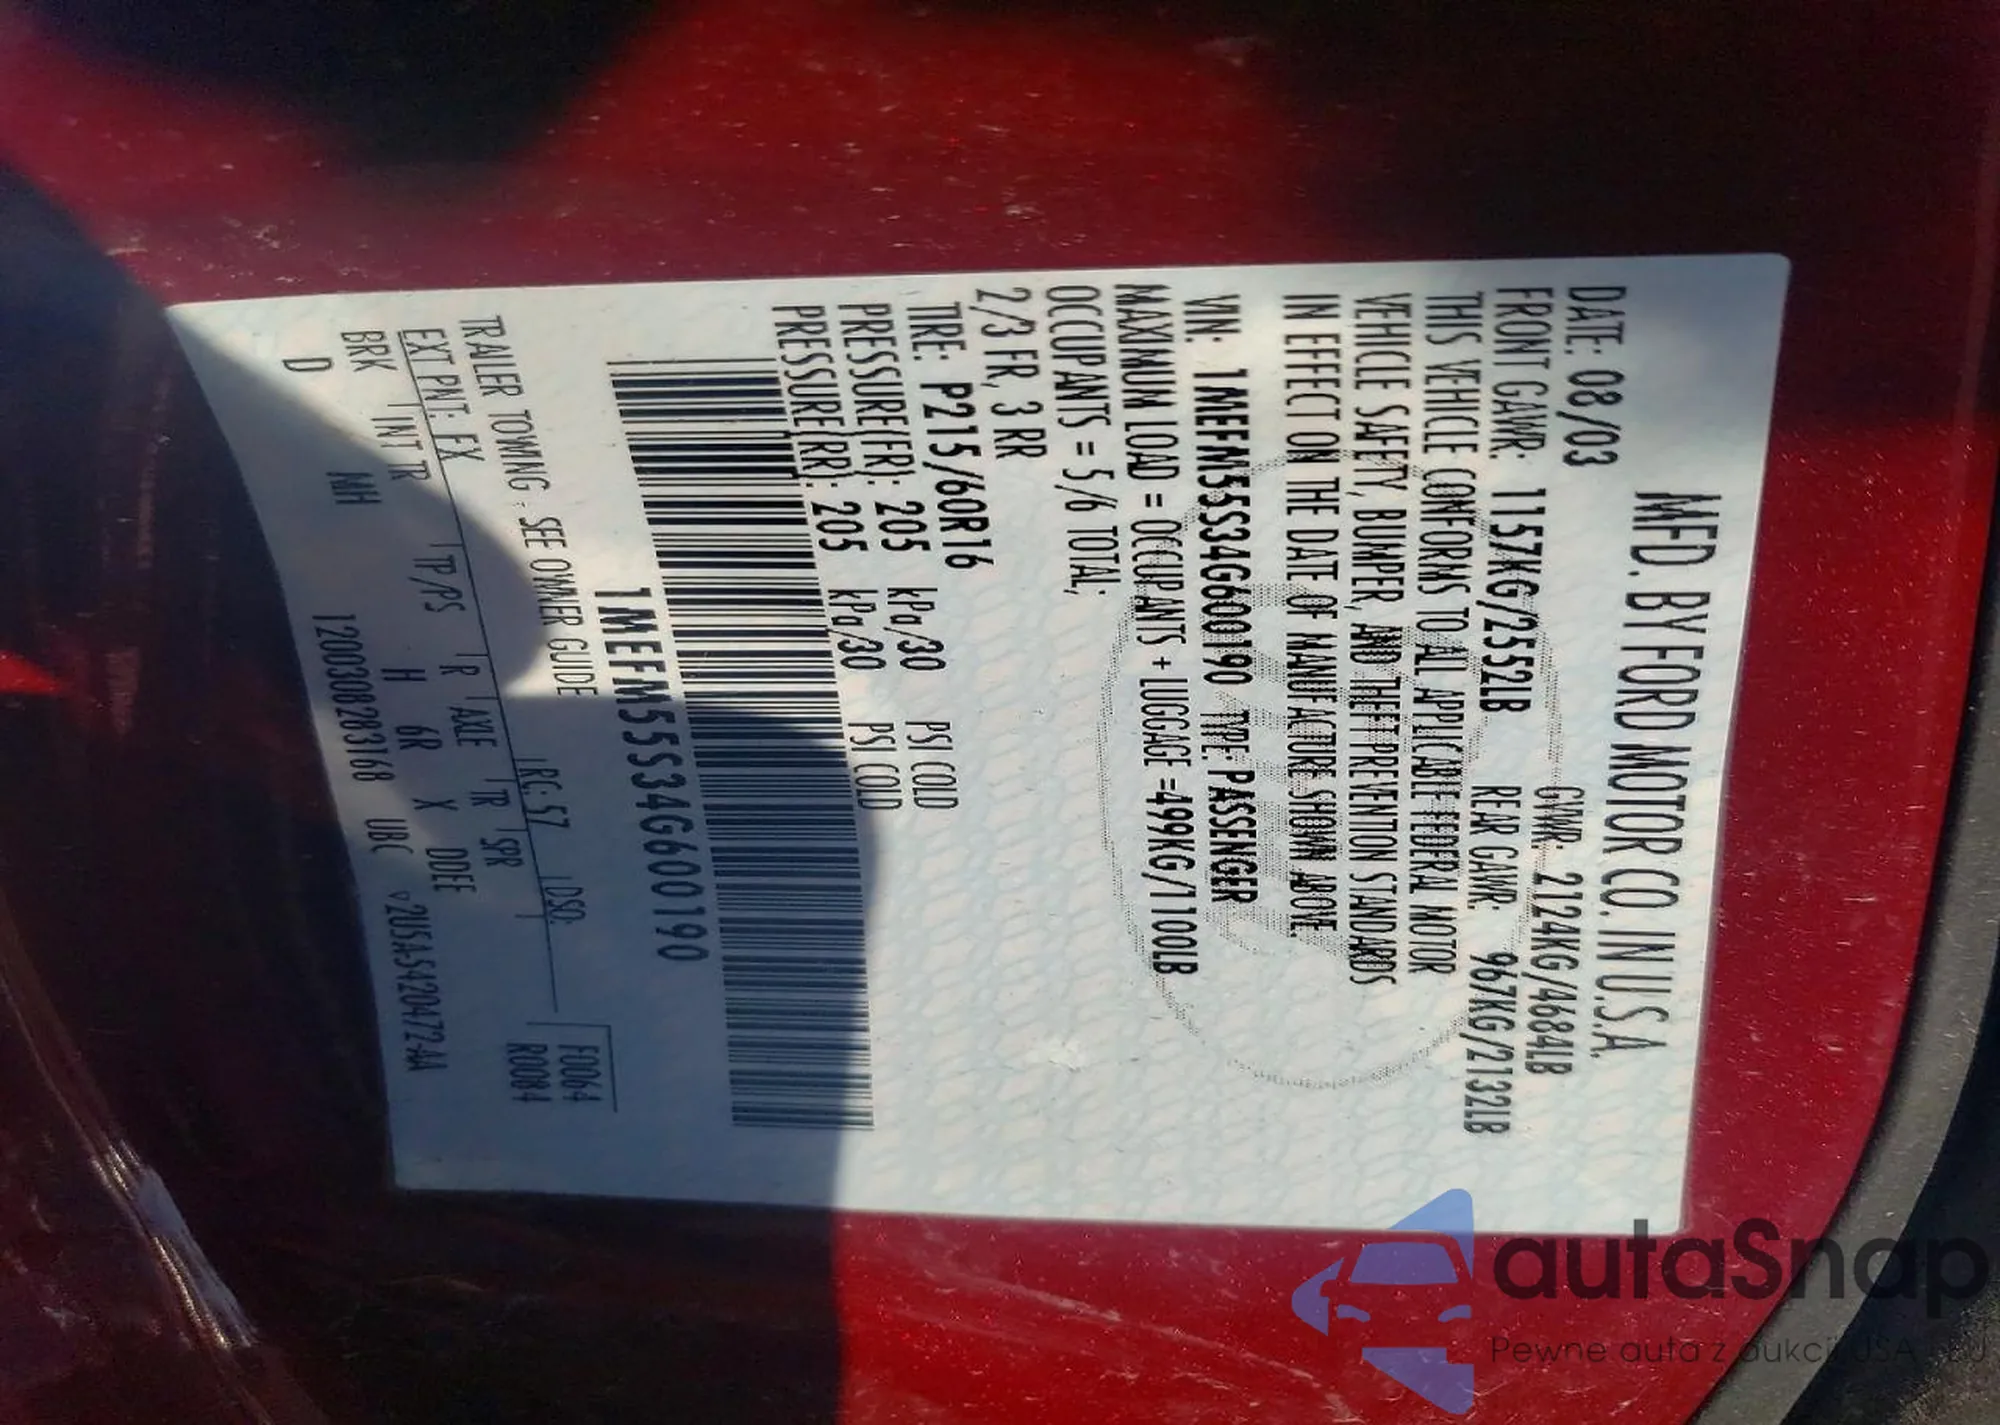 MFD. BY FORD MOTOR CO. IN U.S.A.
DATE: 08/03 GVWR: 2124KG/4684LB
FRONT GAWR: 1157KG/2552LB REAR GAWR: 967KG/2132LB
THIS VEHICLE CONFORMS TO ALL APPLICABLE FEDERAL MOTOR
VEHICLE SAFETY, BUMPER, AND THEFT PREVENTION STANDARDS
IN EFFECT ON THE DATE OF MANUFACTURE SHOWN ABOVE.
VIN: 1MEFM55S34G600190 TYPE: PASSENGER
MAXIMUM LOAD = OCCUPANTS + LUGGAGE = 499KG/1100LB
OCCUPANTS = 5/6 TOTAL;
2/3 FR, 3 RR
TIRE: P215/60R16
PRESSURE(FR): 205 kPa/30 PSI COLD
PRESSURE(RR): 205 kPa/30 PSI COLD
1MEFM55S34G600190
TRAILER TOWING - SEE OWNER GUIDE
F0064
EXT PNT: FX RC: 57 DSO: R0084
BRK INT TR TP/PS R AXLE TR SPR
D MH H 6R X DDEE
1200308283168 UBC 2U5A-5420472-AA
autaSnap
Pewne auta z aukcji USA i EU